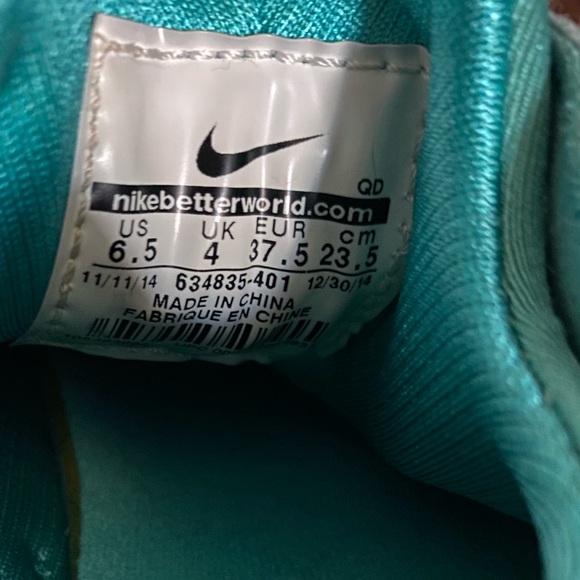 QD
nikebetterworld.com
US UK EUR cm
6.5 4 37.5 23.5
11/11/14 634835-401 12/30/14
MADE IN CHINA
FABRIQUE EN CHINE